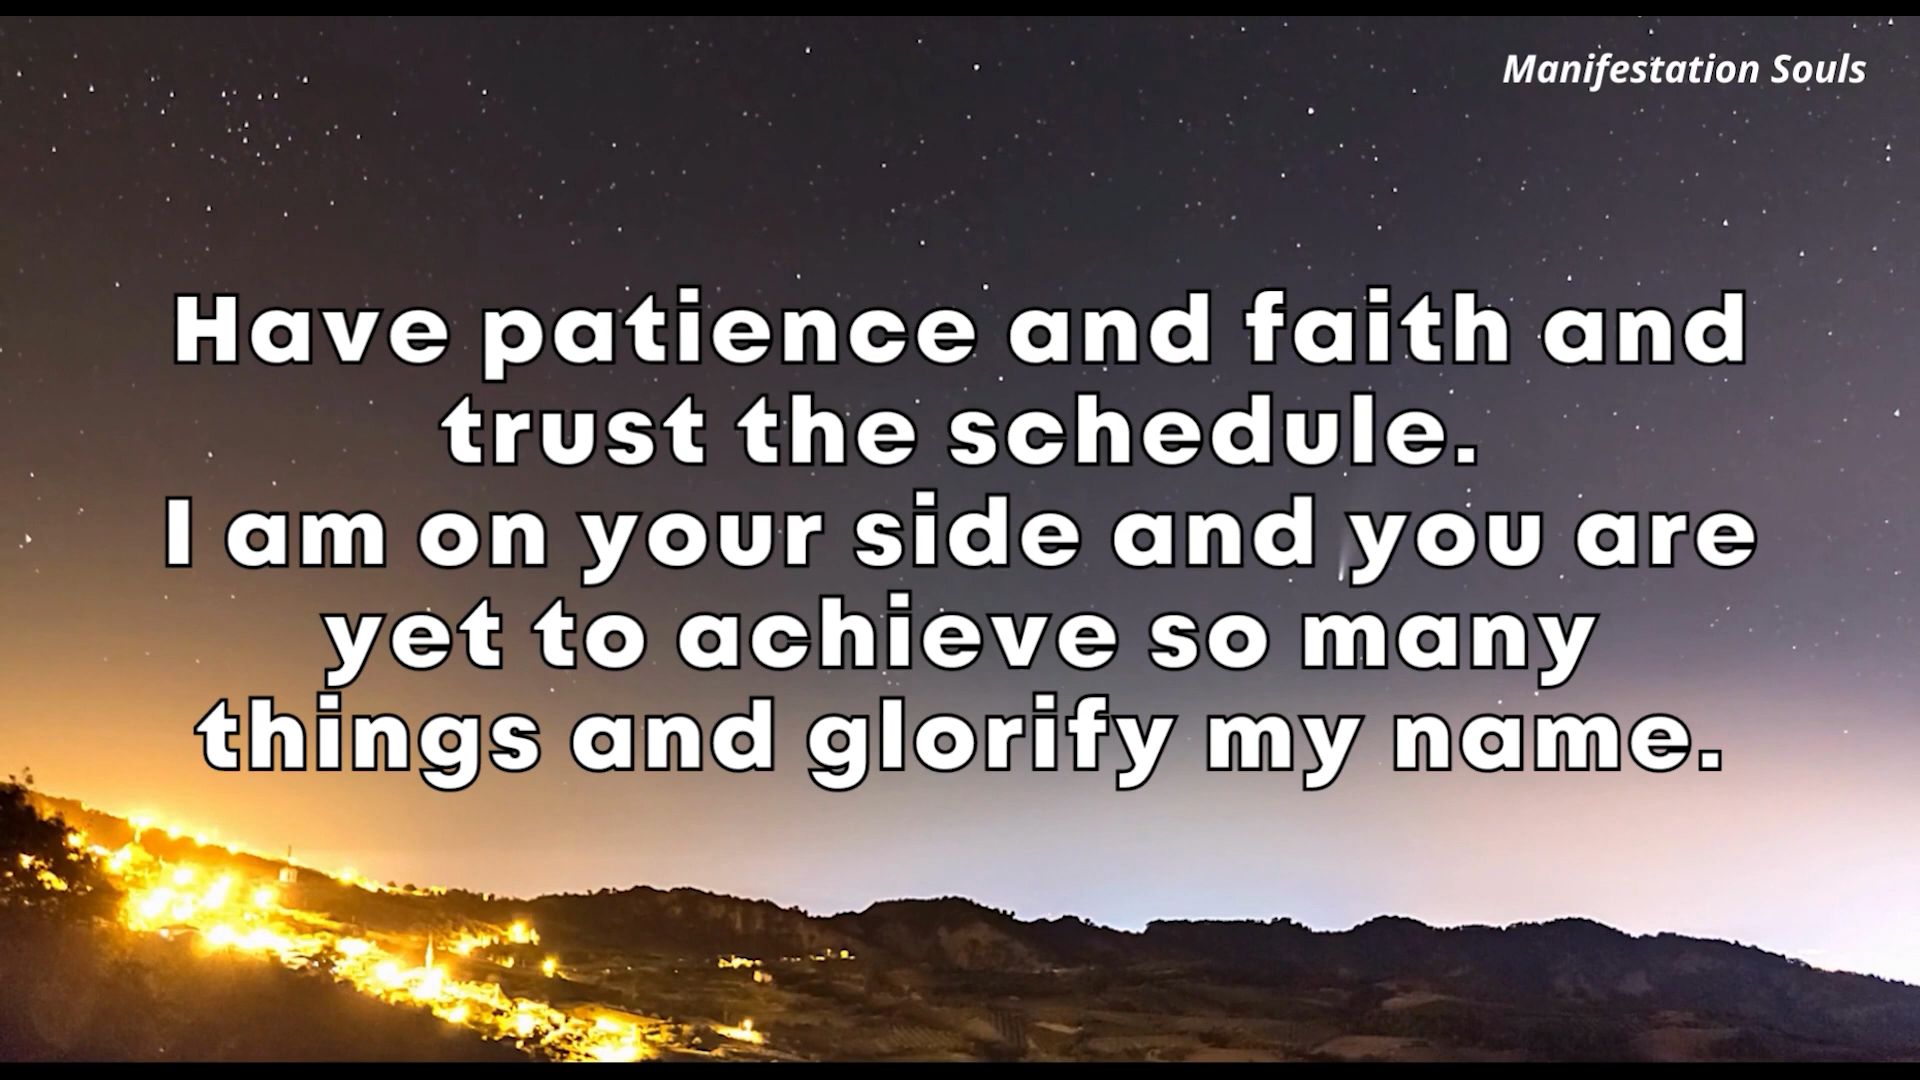 Manifestation Souls
Have patience and faith and
trust the schedule.
I am on your side and you are
yet to achieve so many
things and glorify my name.